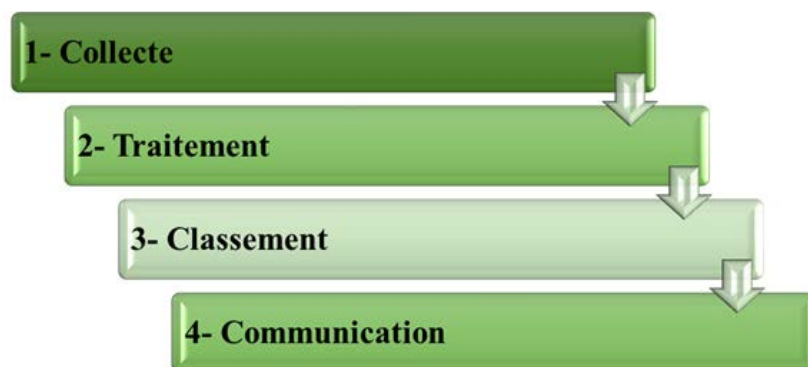 1- Collecte
2- Traitement
3- Classement
4- Communication